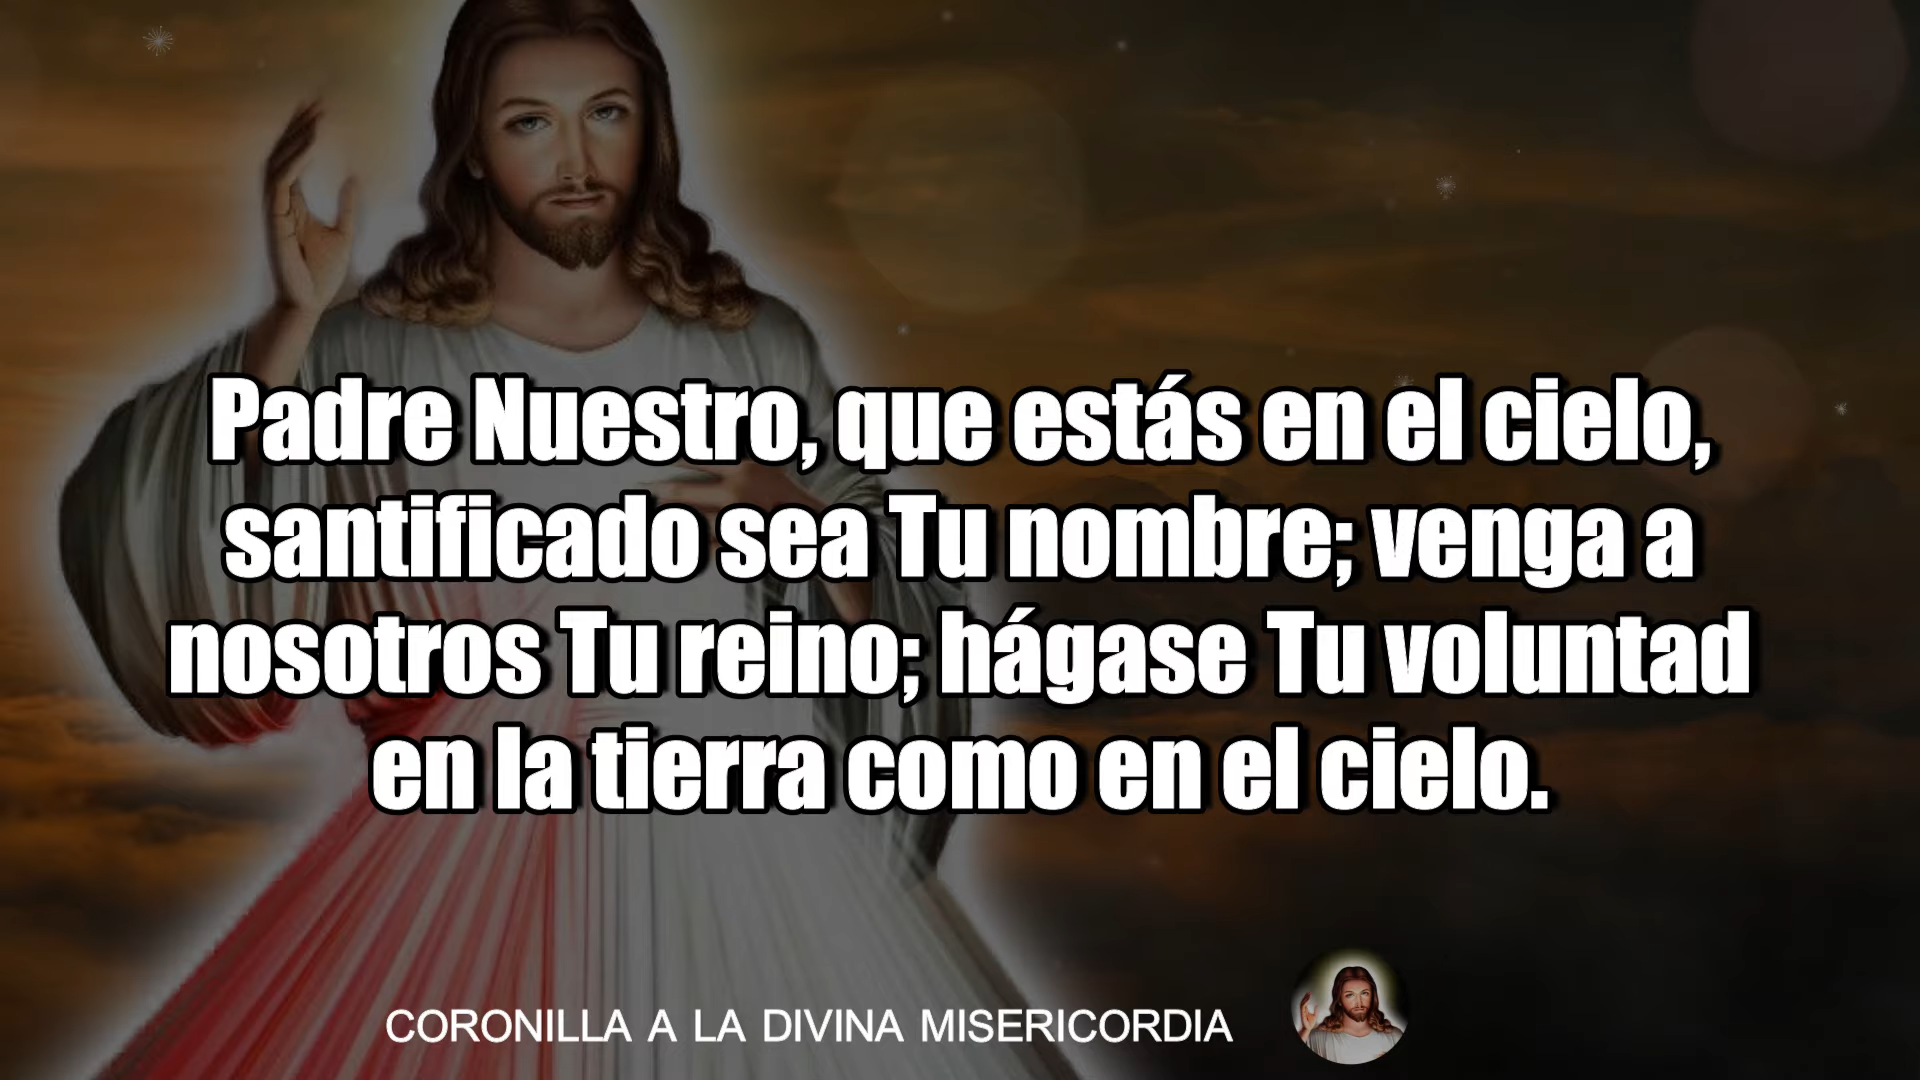 Padre Nuestro, que estás en el cielo,
santificado sea Tu nombre; venga a
nosotros Tu reino; hágase Tu voluntad
en la tierra como en el cielo.
CORONILLA A LA DIVINA MISERICORDIA